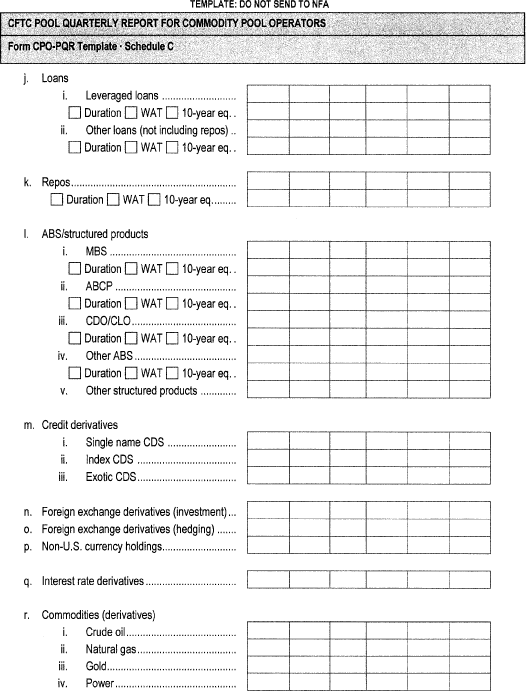 TEMPLATE: DO NOT SEND TO NFA
CFTC POOL QUARTERLY REPORT FOR COMMODITY POOL OPERATORS
Form CPO-PQR Template · Schedule C
j. Loans
i. Leveraged loans ..........................
Duration WAT 10-year eq. .
ii. Other loans (not including repos) ..
Duration WAT 10-year eq. .
k. Repos..........................................................
Duration WAT 10-year eq.........
l. ABS/structured products
i. MBS ...........................................
Duration WAT 10-year eq. .
ii. ABCP .........................................
Duration WAT 10-year eq. .
iii. CDO/CLO....................................
Duration WAT 10-year eq. .
iv. Other ABS...................................
Duration WAT 10-year eq. .
v. Other structured products ............
m. Credit derivatives
i. Single name CDS ........................
ii. Index CDS ..................................
iii. Exotic CDS..................................
n. Foreign exchange derivatives (investment)...
o. Foreign exchange derivatives (hedging) .......
p. Non-U.S. currency holdings..........................
q. Interest rate derivatives................................
r. Commodities (derivatives)
i. Crude oil......................................
ii. Natural gas..................................
iii. Gold.............................................
iv. Power..........................................